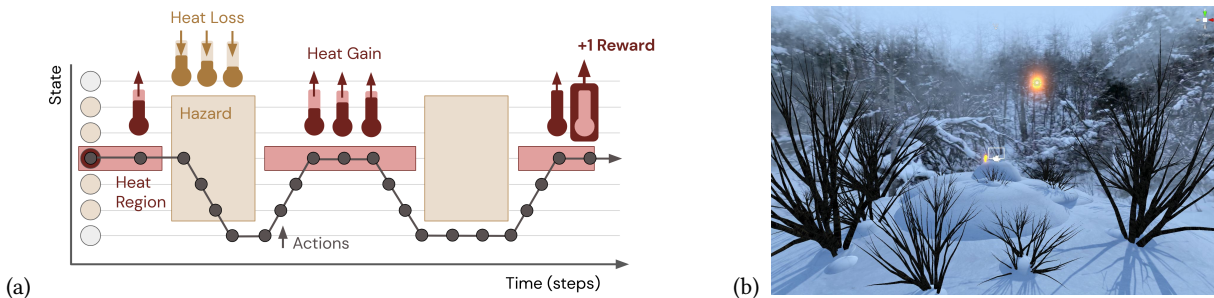 Heat Loss
Heat Gain
+1 Reward
State
Hazard
Heat
Region
Actions
Time (steps)
(a)
(b)